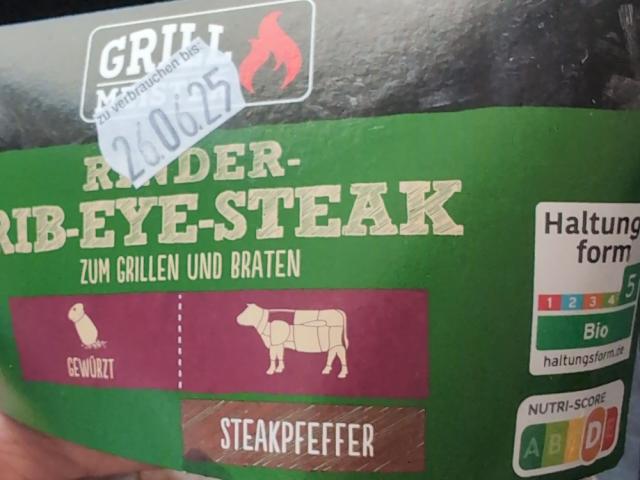 GRILL
zu verbrauchen bis:
26.06.25
RINDER-
RIB-EYE-STEAK
ZUM GRILLEN UND BRATEN
GEWÜRZT
STEAKPFEFFER
Haltung
form
1 2 3 4 5
Bio
haltungsform.de
NUTRI-SCORE
A B D